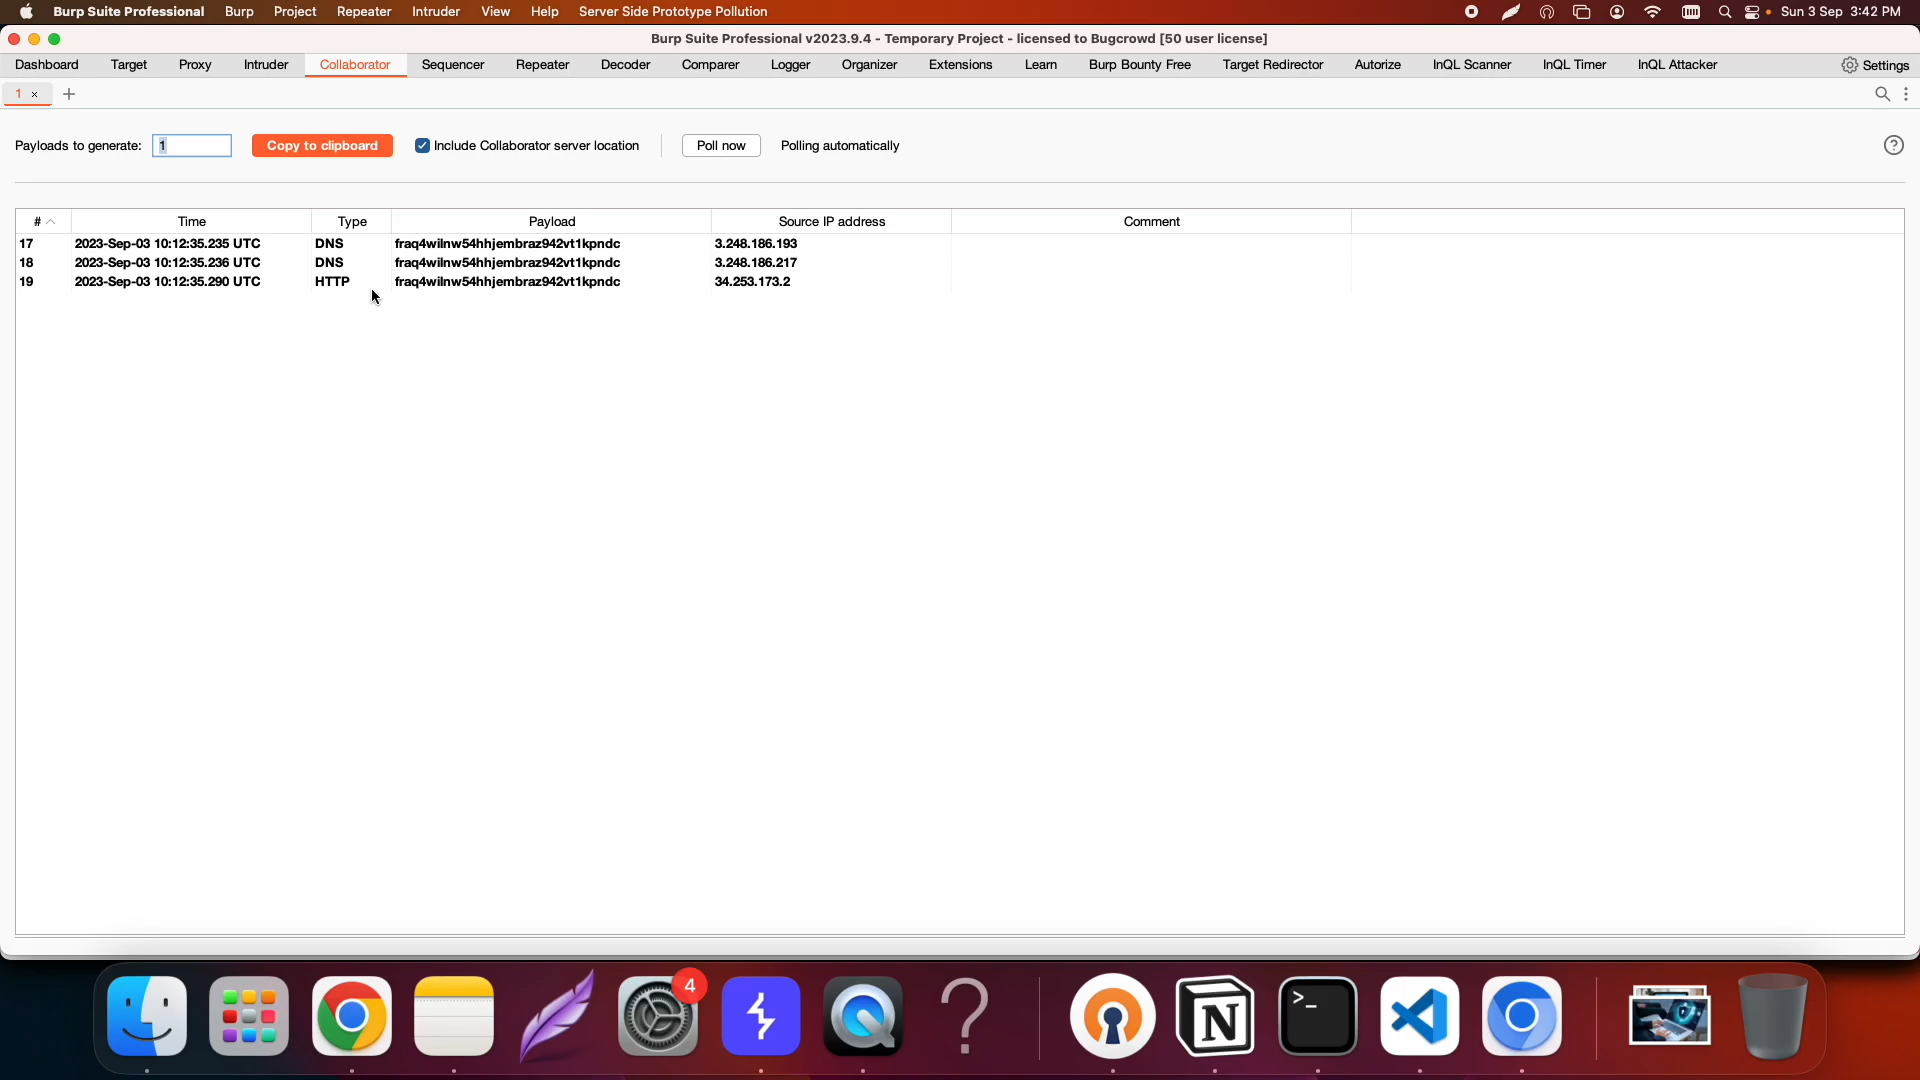 Burp Suite Professional Burp Project Repeater Intruder View Help Server Side Prototype Pollution Sun 3 Sep 3:42 PM
Burp Suite Professional v2023.9.4 - Temporary Project - licensed to Bugcrowd [50 user license]
Dashboard Target Proxy Intruder Collaborator Sequencer Repeater Decoder Comparer Logger Organizer Extensions Learn Burp Bounty Free Target Redirector Autorize InQL Scanner InQL Timer InQL Attacker Settings
1 × +
Payloads to generate: 1 Copy to clipboard Include Collaborator server location Poll now Polling automatically ?
# Time Type Payload Source IP address Comment
17 2023-Sep-03 10:12:35.235 UTC DNS fraq4wilnw54hhjembraz942vt1kpndc 3.248.186.193
18 2023-Sep-03 10:12:35.236 UTC DNS fraq4wilnw54hhjembraz942vt1kpndc 3.248.186.217
19 2023-Sep-03 10:12:35.290 UTC HTTP fraq4wilnw54hhjembraz942vt1kpndc 34.253.173.2
4